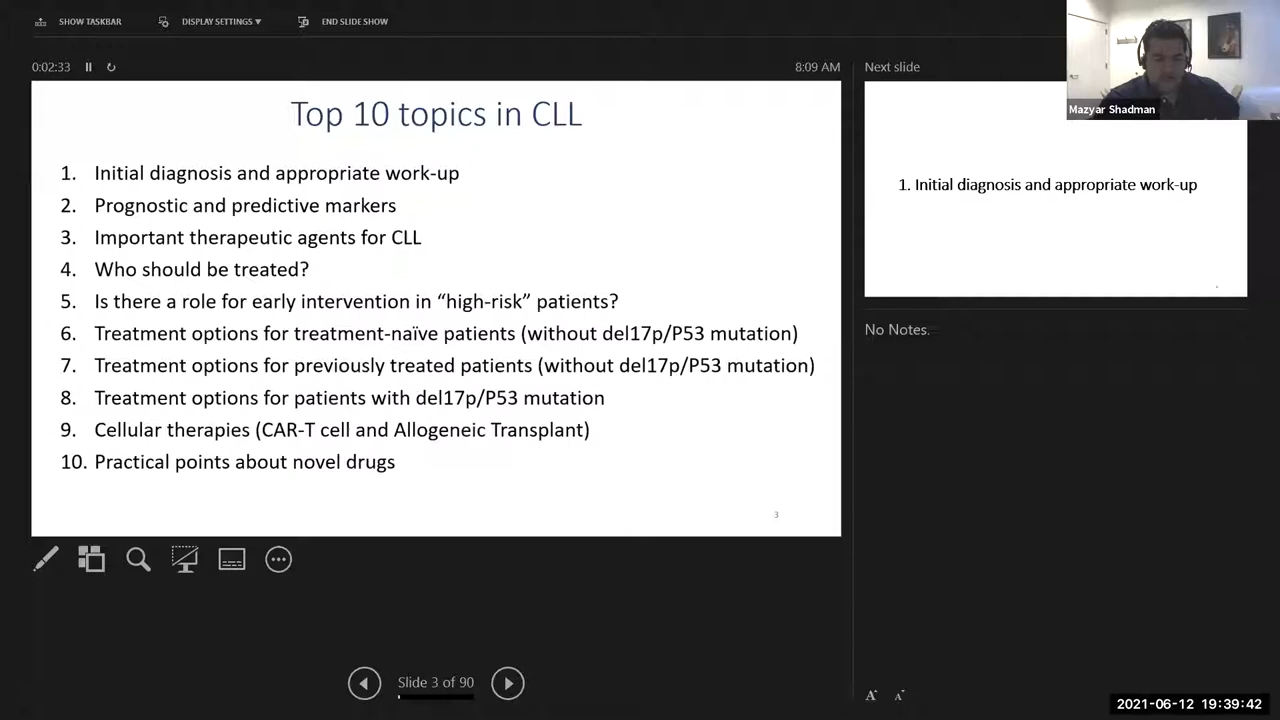 SHOW TASKBAR
DISPLAY SETTINGS ▼
END SLIDE SHOW
0:02:33
8:09 AM
Top 10 topics in CLL
1. Initial diagnosis and appropriate work-up
2. Prognostic and predictive markers
3. Important therapeutic agents for CLL
4. Who should be treated?
5. Is there a role for early intervention in “high-risk” patients?
6. Treatment options for treatment-naïve patients (without del17p/P53 mutation)
7. Treatment options for previously treated patients (without del17p/P53 mutation)
8. Treatment options for patients with del17p/P53 mutation
9. Cellular therapies (CAR-T cell and Allogeneic Transplant)
10. Practical points about novel drugs
3
Slide 3 of 90
Next slide
Mazyar Shadman
1. Initial diagnosis and appropriate work-up
No Notes.
A A
2021-06-12 19:39:42